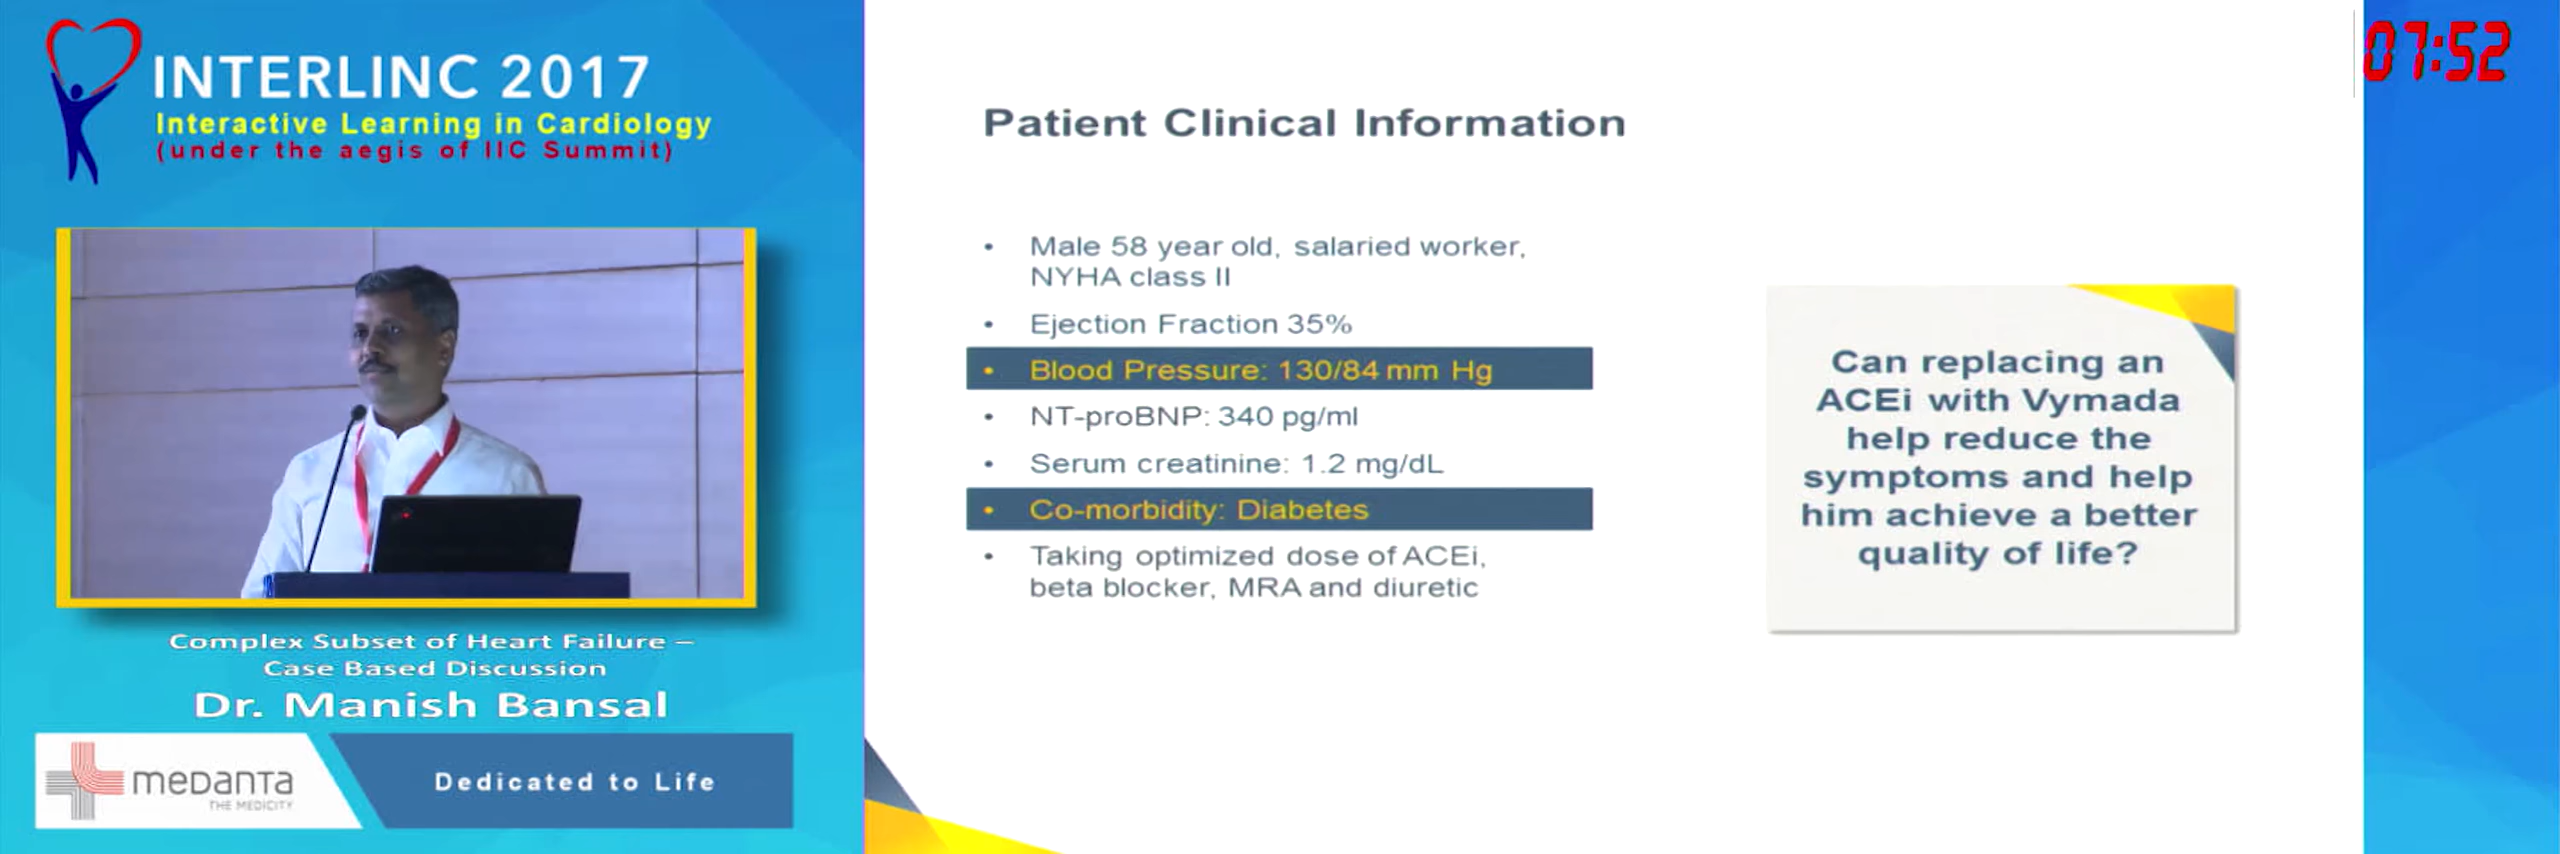 INTERLINC 2017
Interactive Learning in Cardiology
(under the aegis of IIC Summit)
Complex Subset of Heart Failure –
Case Based Discussion
Dr. Manish Bansal
meDanTa
THE MEDICITY
Dedicated to Life
07:52
Patient Clinical Information
• Male 58 year old, salaried worker,
NYHA class II
• Ejection Fraction 35%
• Blood Pressure: 130/84 mm Hg
• NT-proBNP: 340 pg/ml
• Serum creatinine: 1.2 mg/dL
• Co-morbidity: Diabetes
• Taking optimized dose of ACEi,
beta blocker, MRA and diuretic
Can replacing an
ACEi with Vymada
help reduce the
symptoms and help
him achieve a better
quality of life?